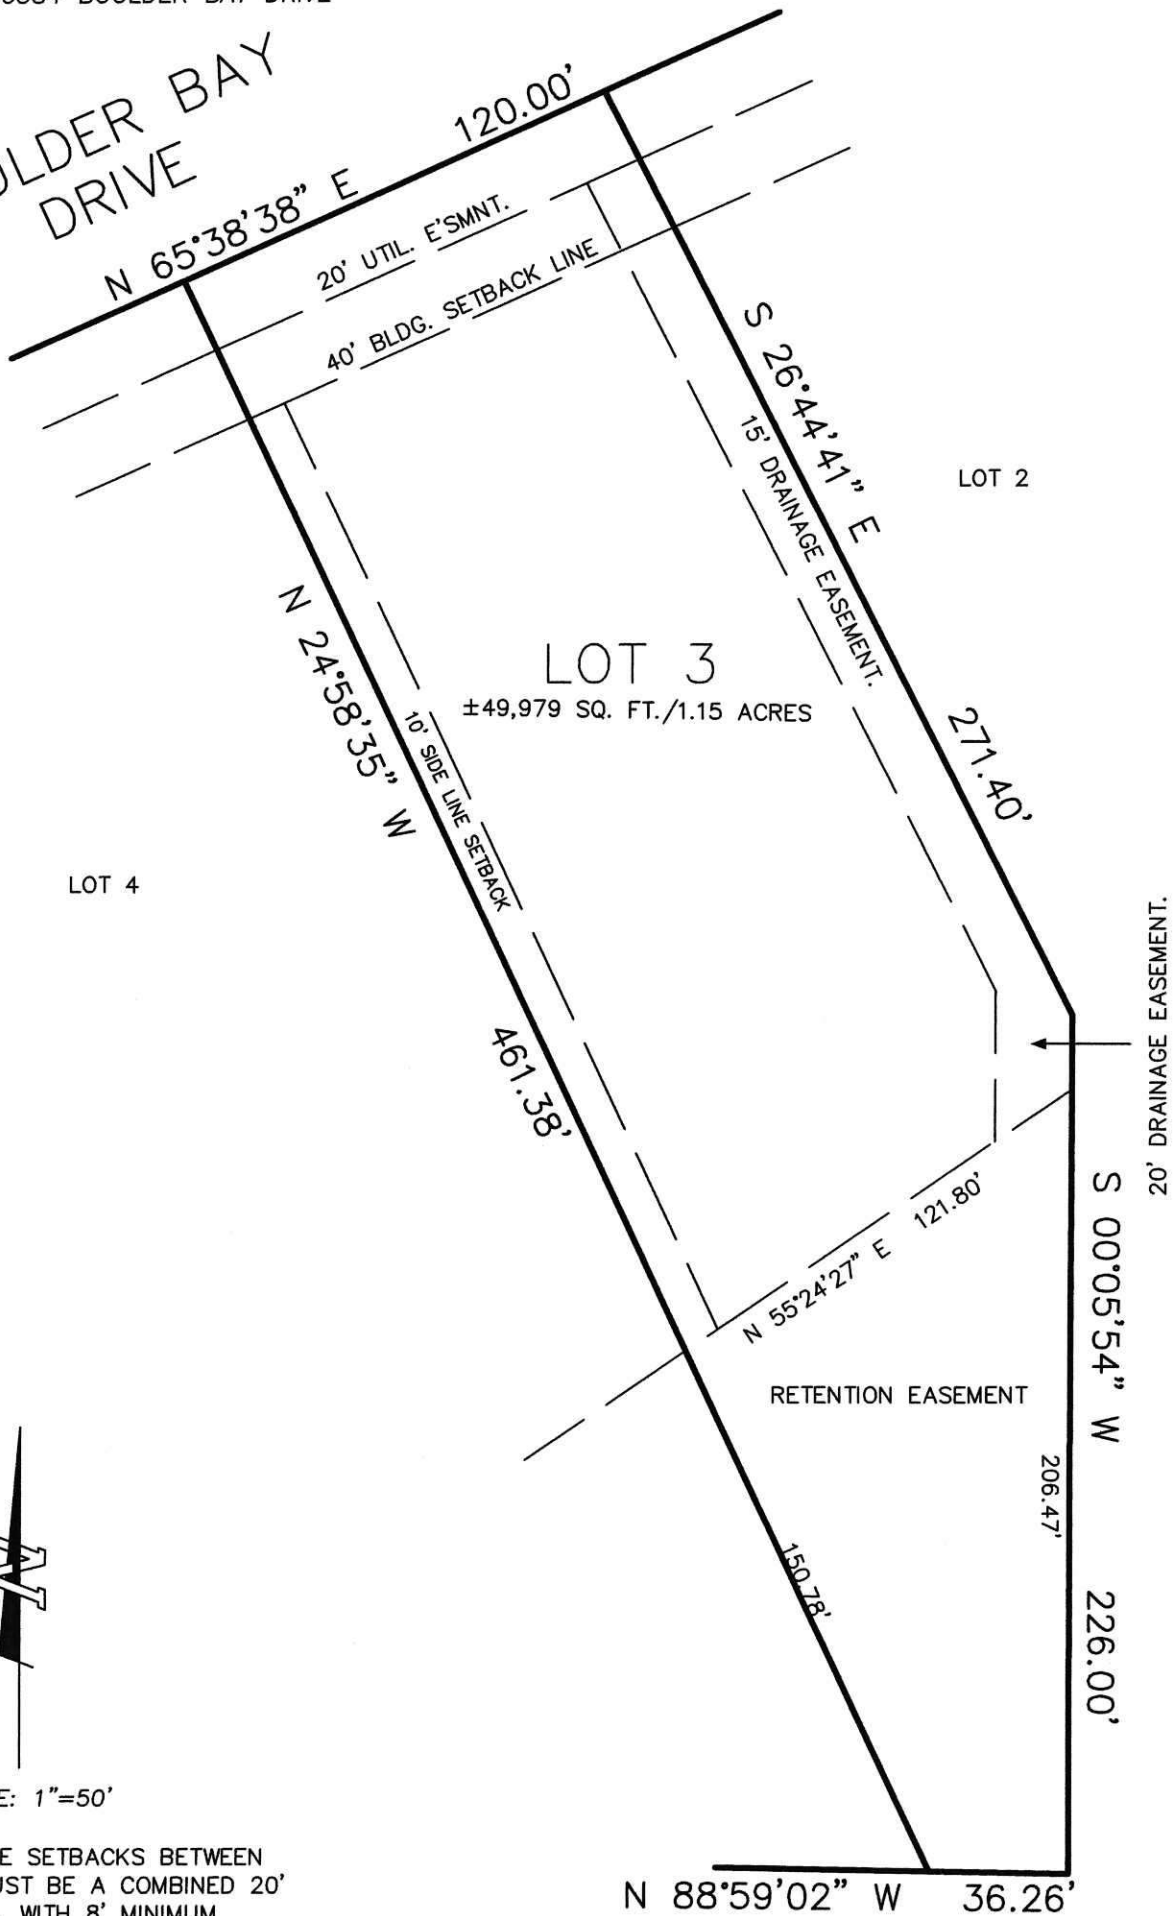 BOULDER BAY DRIVE
BAY
DRIVE
N 65°38'38" E 120.00'
20' UTIL. E'SMNT.
40' BLDG. SETBACK LINE
S 26°44'41" E 271.40'
15' DRAINAGE EASEMENT.
LOT 2
LOT 3
±49,979 SQ. FT./1.15 ACRES
N 24°58'35" W 461.38'
10' SIDE LINE SETBACK
LOT 4
20' DRAINAGE EASEMENT.
N 55°24'27" E 121.80'
RETENTION EASEMENT
S 00°05'54" W 226.00'
206.47'
150.78'
N
1"=50'
SETBACKS BETWEEN
BE A COMBINED 20'
WITH 8' MINIMUM
N 88°59'02" W 36.26'